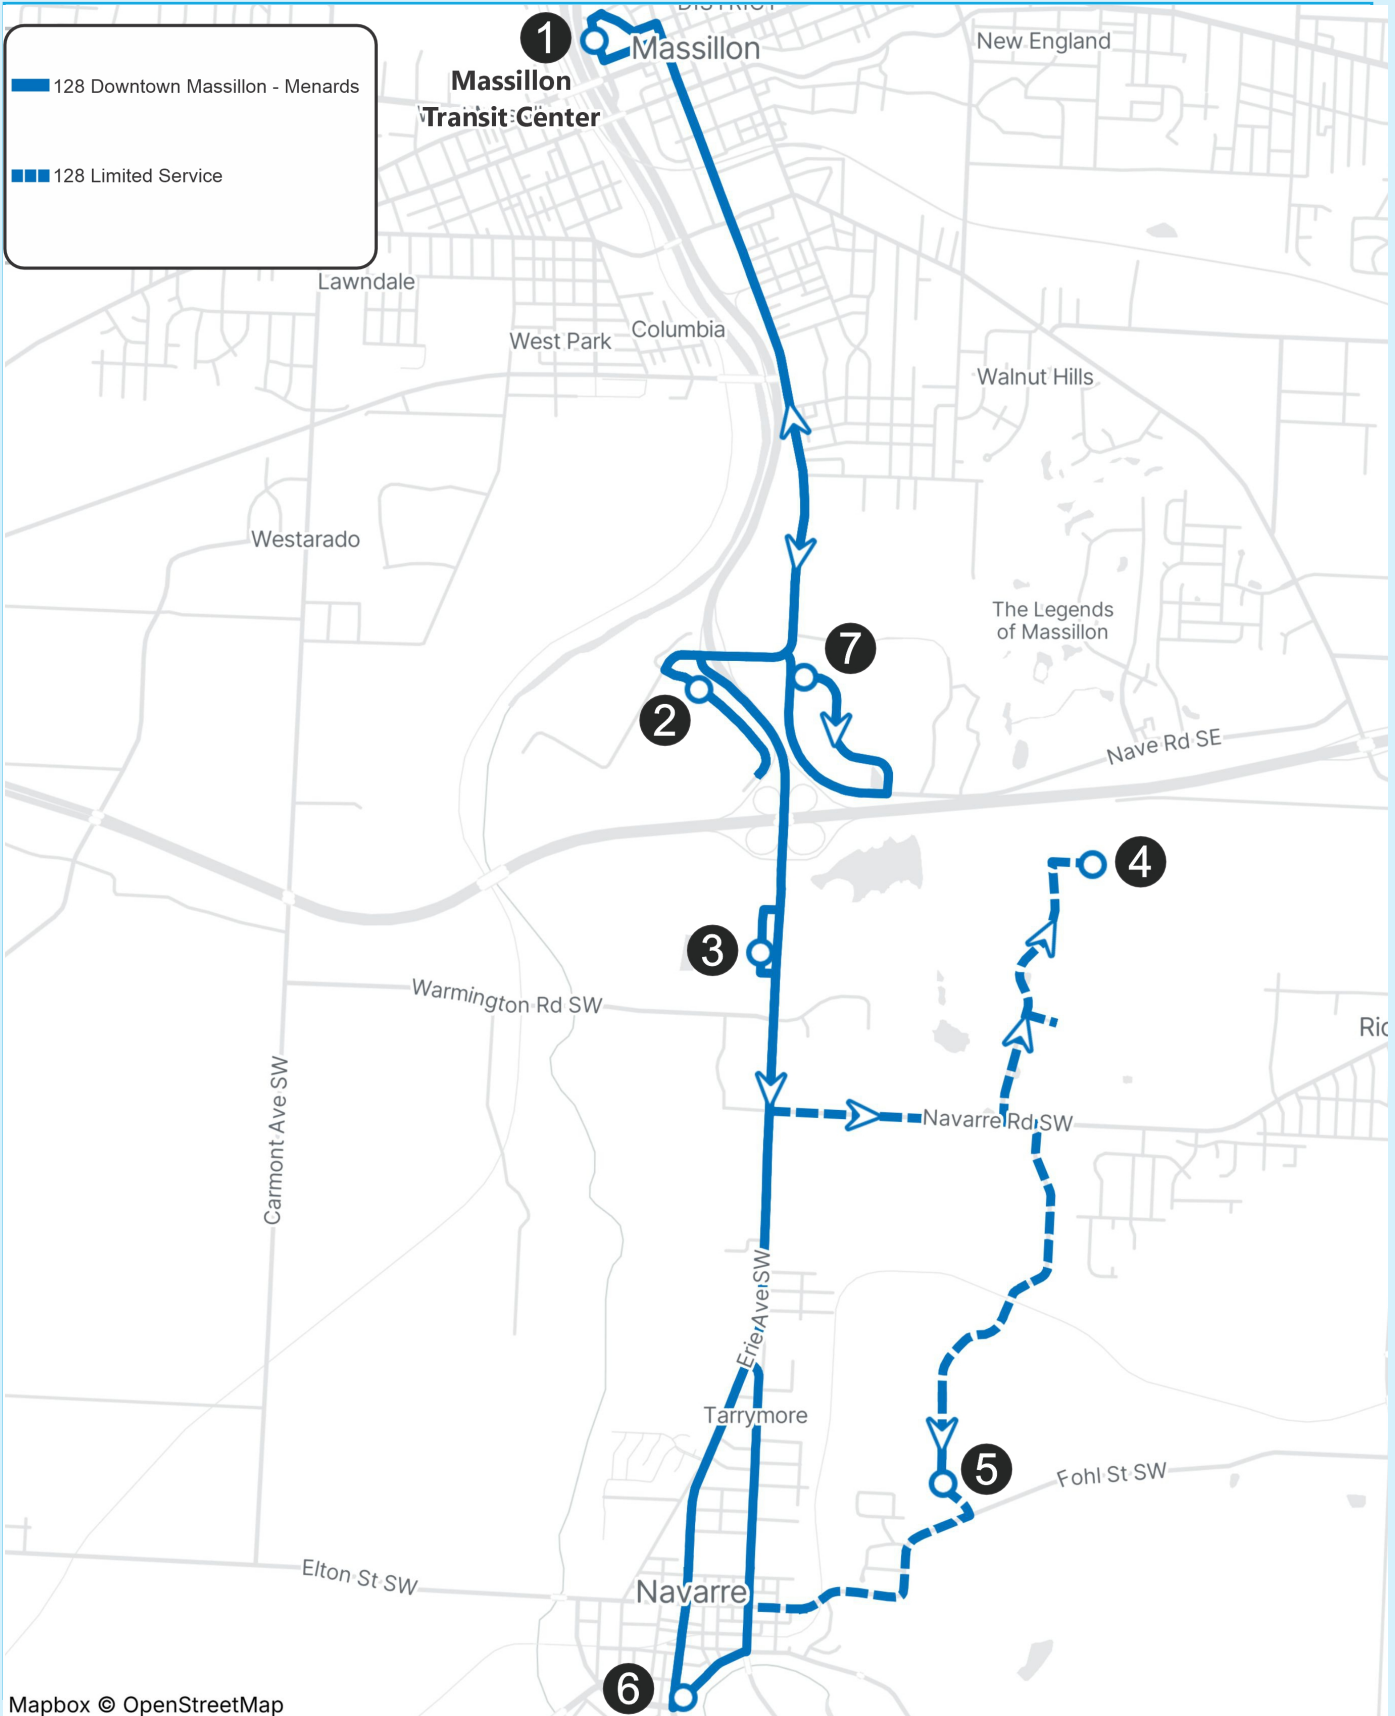 DISTRICT
1
Massillon
New England
Massillon
Transit Center
128 Downtown Massillon - Menards
128 Limited Service
Lawndale
West Park
Columbia
Walnut Hills
Westarado
The Legends
of Massillon
7
2
Nave Rd SE
4
3
Warmington Rd SW
Navarre Rd SW
Carmont Ave SW
Erie Ave SW
Tarrymore
5
Fohl St SW
Elton St SW
Navarre
6
Mapbox © OpenStreetMap